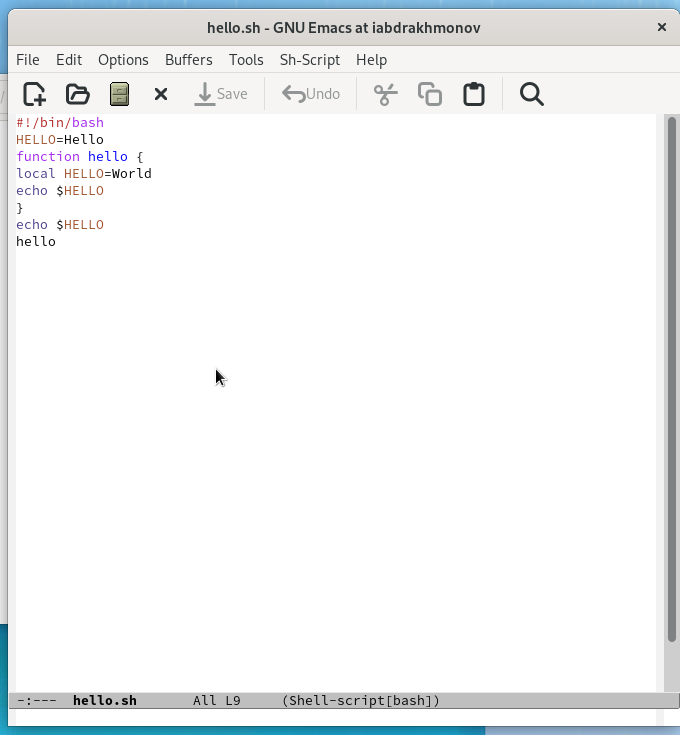 hello.sh - GNU Emacs at iabdrakhmonov
File Edit Options Buffers Tools Sh-Script Help
Save Undo
#!/bin/bash
HELLO=Hello
function hello {
local HELLO=World
echo $HELLO
}
echo $HELLO
hello
-:--- hello.sh All L9 (Shell-script[bash])